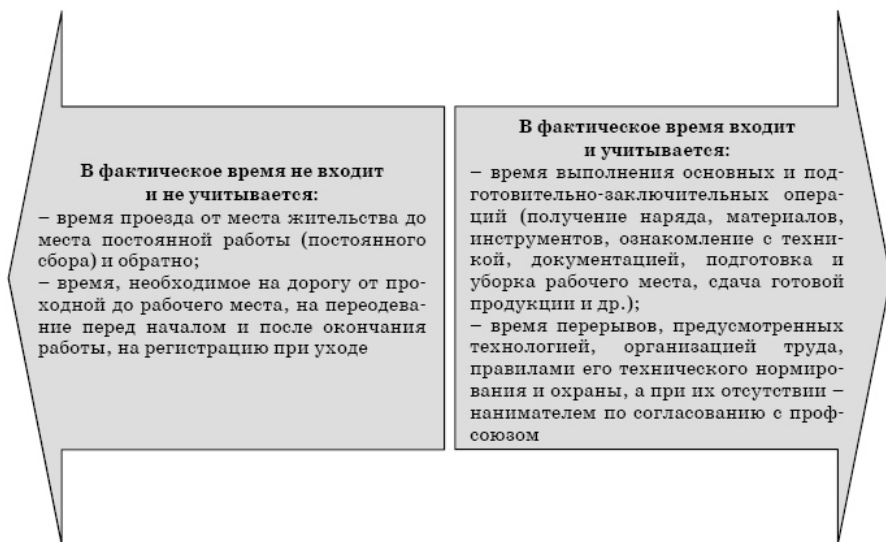 В фактическое время не входит
и не учитывается:
– время проезда от места жительства до
места постоянной работы (постоянного
сбора) и обратно;
– время, необходимое на дорогу от про-
ходной до рабочего места, на переодева-
ние перед началом и после окончания
работы, на регистрацию при уходе
В фактическое время входит
и учитывается:
– время выполнения основных и под-
готовительно-заключительных опера-
ций (получение наряда, материалов,
инструментов, ознакомление с техни-
кой, документацией, подготовка и
уборка рабочего места, сдача готовой
продукции и др.);
– время перерывов, предусмотренных
технологией, организацией труда,
правилами его технического нормиро-
вания и охраны, а при их отсутствии –
нанимателем по согласованию с проф-
союзом